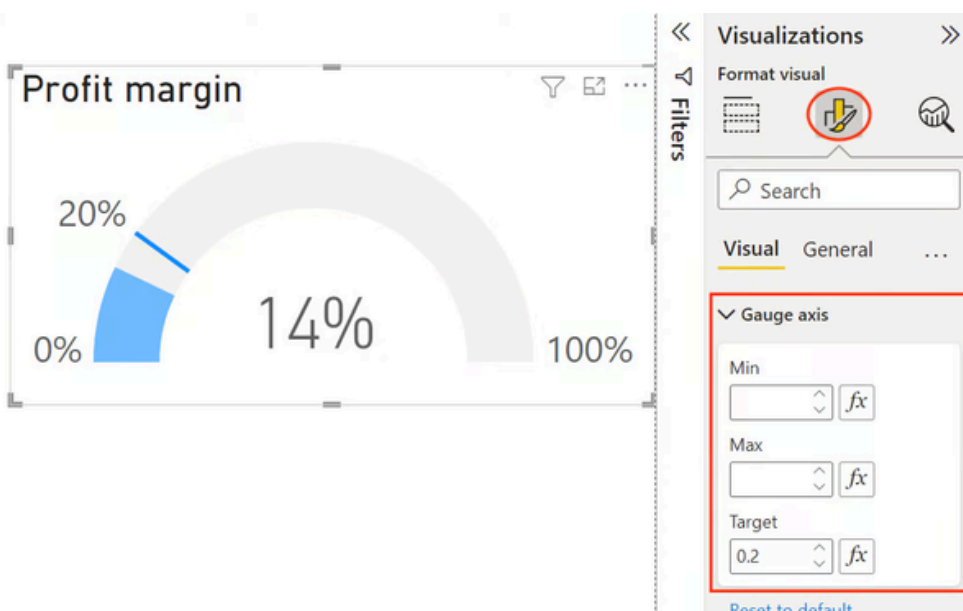 Profit margin
20%
0%
14%
100%
Filters
Visualizations
Format visual
Search
Visual General
Gauge axis
Min
fx
Max
fx
Target
0.2 fx
Reset to default